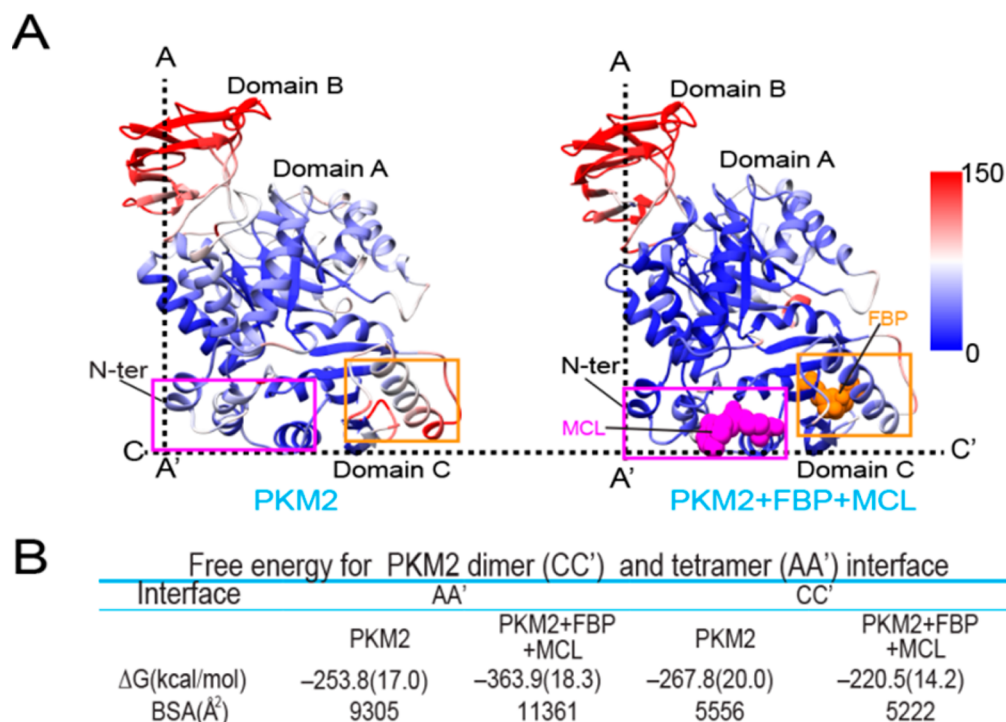 A
A
A
Domain B
Domain B
Domain A
Domain A
150
FBP
0
N-ter
N-ter
MCL
C
A'
Domain C
A'
Domain C
C'
PKM2
PKM2+FBP+MCL
B
Free energy for PKM2 dimer (CC') and tetramer (AA') interface
Interface AA' CC'
PKM2 PKM2+FBP +MCL PKM2 PKM2+FBP +MCL
ΔG(kcal/mol) −253.8(17.0) −363.9(18.3) −267.8(20.0) −220.5(14.2)
BSA(Å²) 9305 11361 5556 5222